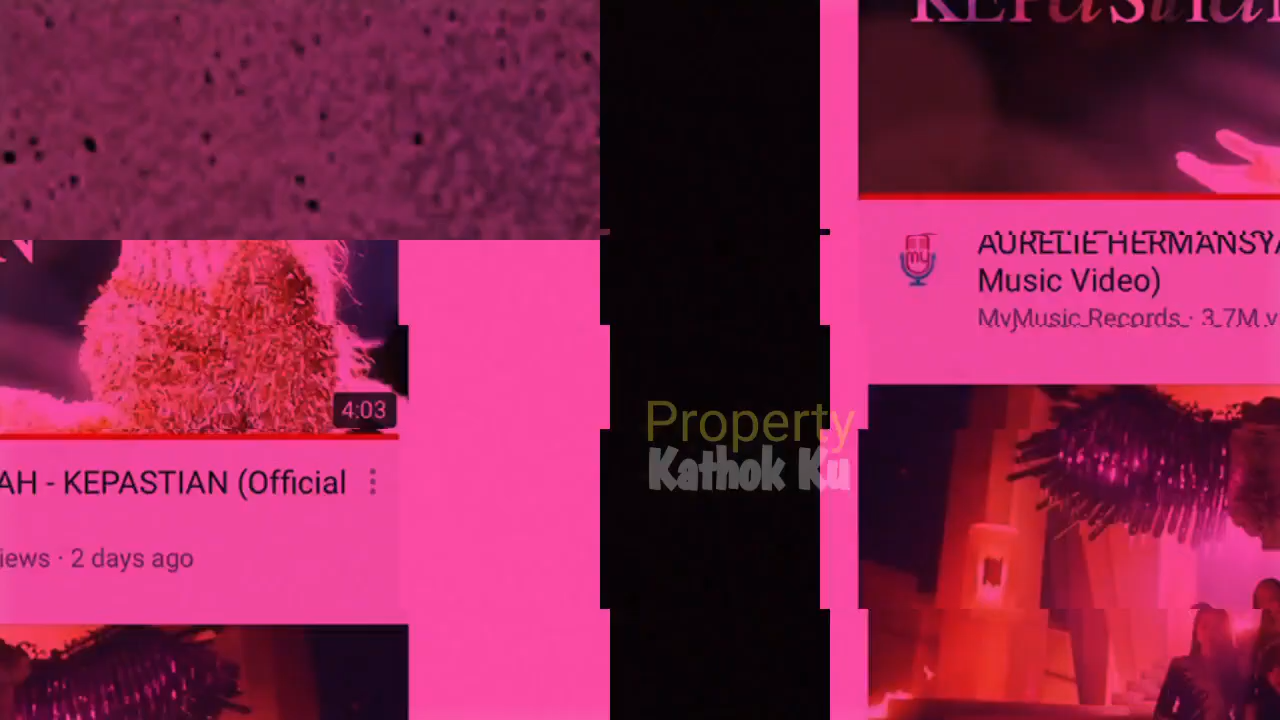 KEPastian
AURELIE HERMANSYA
Music Video)
MyMusic Records · 3.7M v
my
N
4:03
AH - KEPASTIAN (Official
iews · 2 days ago
Property
Kathok Ku